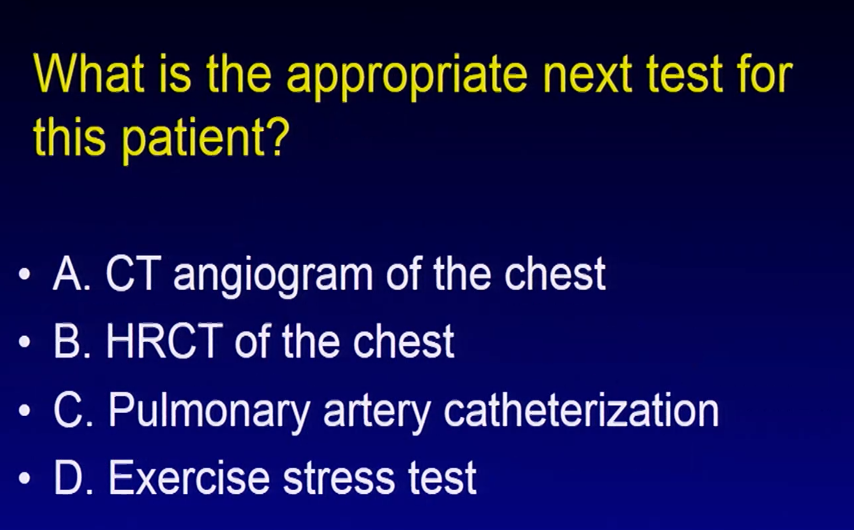 What is the appropriate next test for
this patient?
• A. CT angiogram of the chest
• B. HRCT of the chest
• C. Pulmonary artery catheterization
• D. Exercise stress test